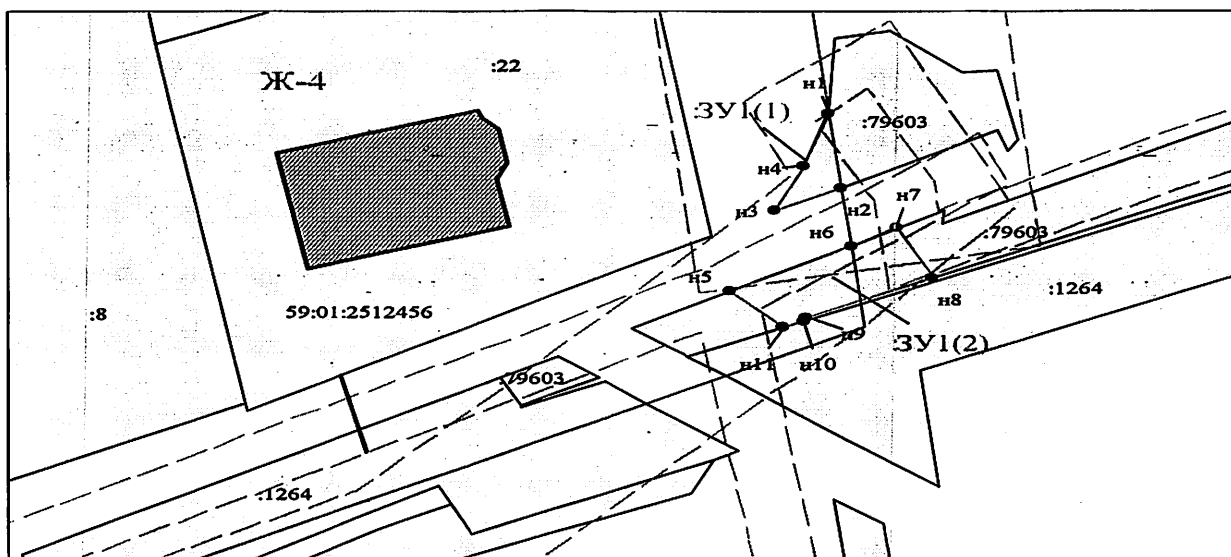 :22
Ж-4
н1
:ЗУ1(1)
:79603
н4
н3
н2
н7
н6
:79603
н5
н8
:1264
:8
59:01:2512456
н9
:ЗУ1(2)
н11
н10
:79603
:1264